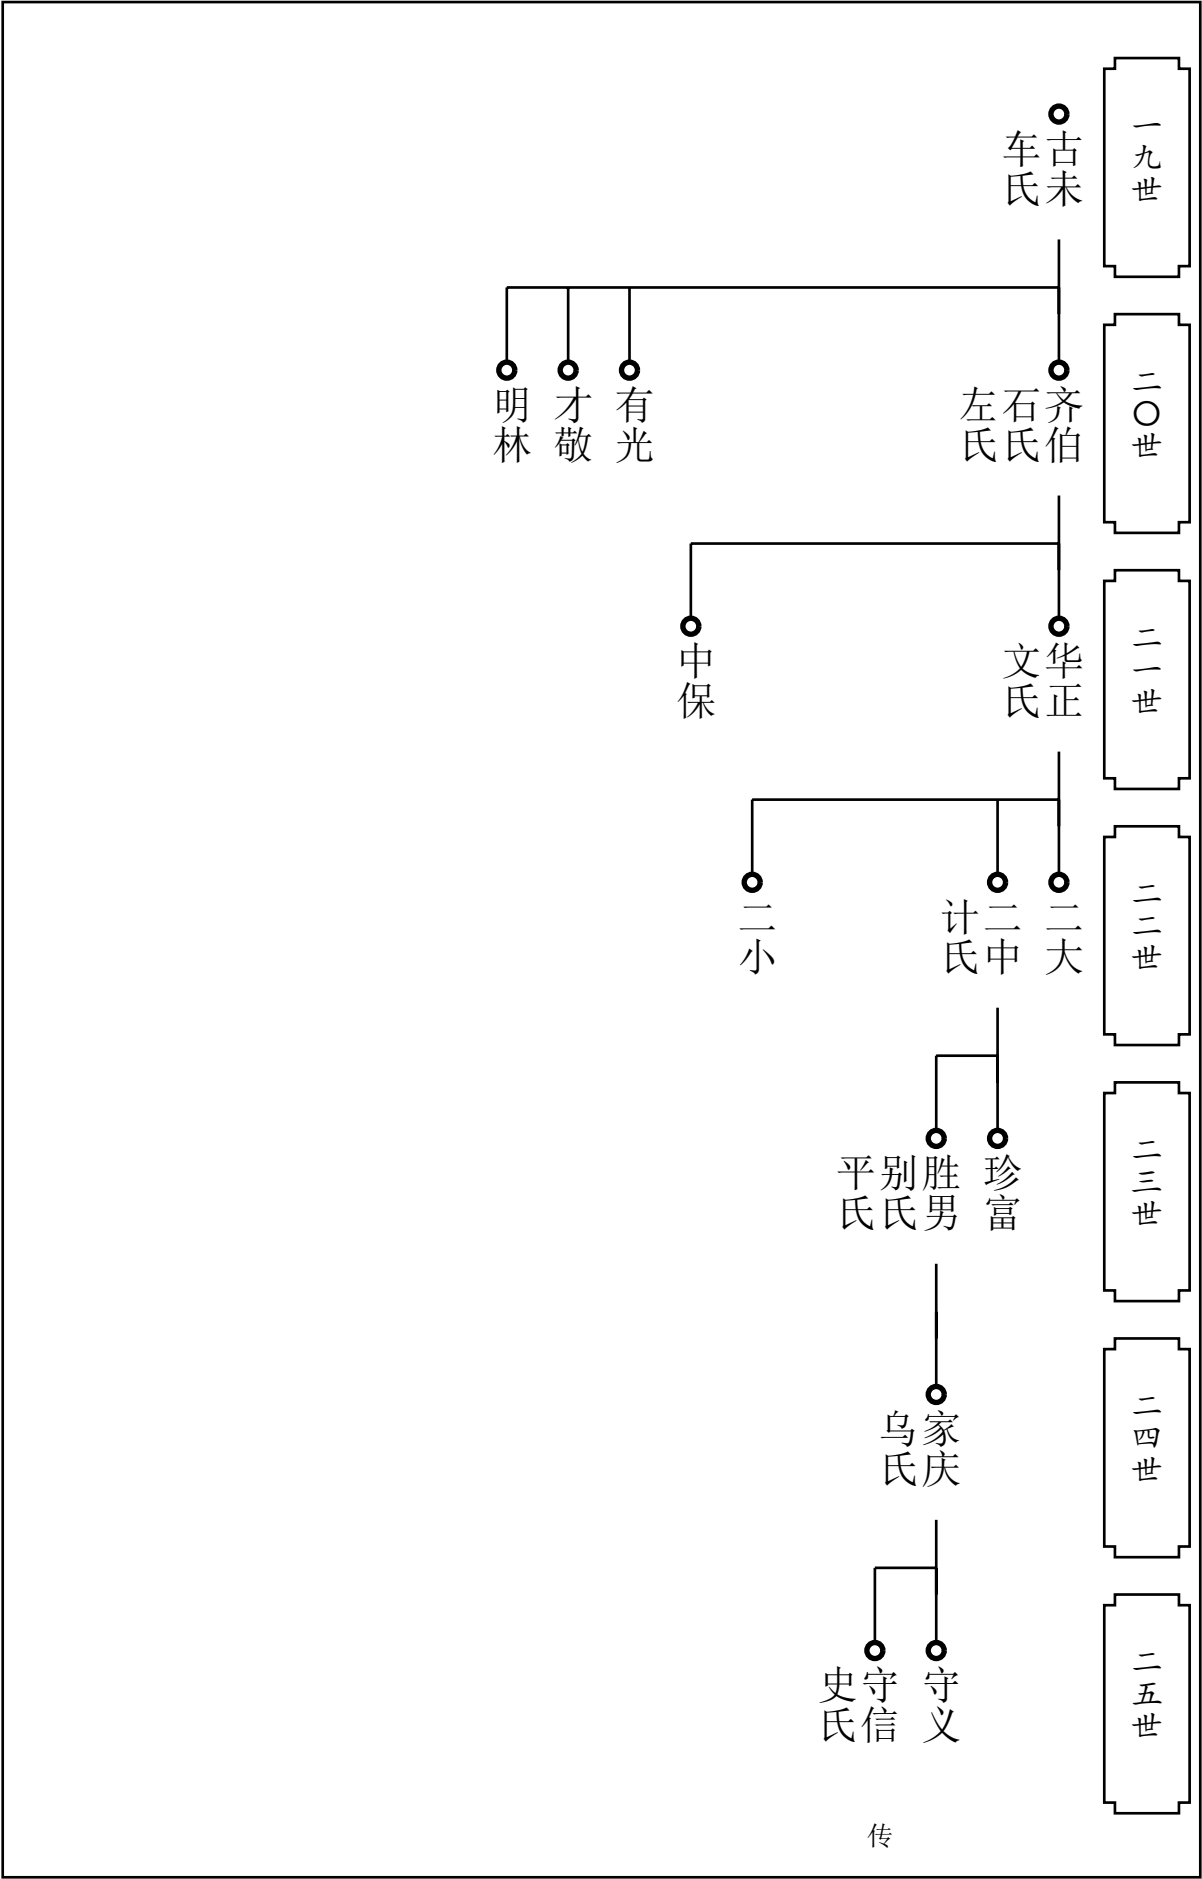 一九世
古未
车氏
二〇世
齐伯
石氏
左氏
有光
才敬
明林
二一世
华正
文氏
中保
二二世
二大
二中
计氏
二小
二三世
珍富
胜男
别氏
平氏
二四世
家庆
乌氏
二五世
守义
守信
史氏
传